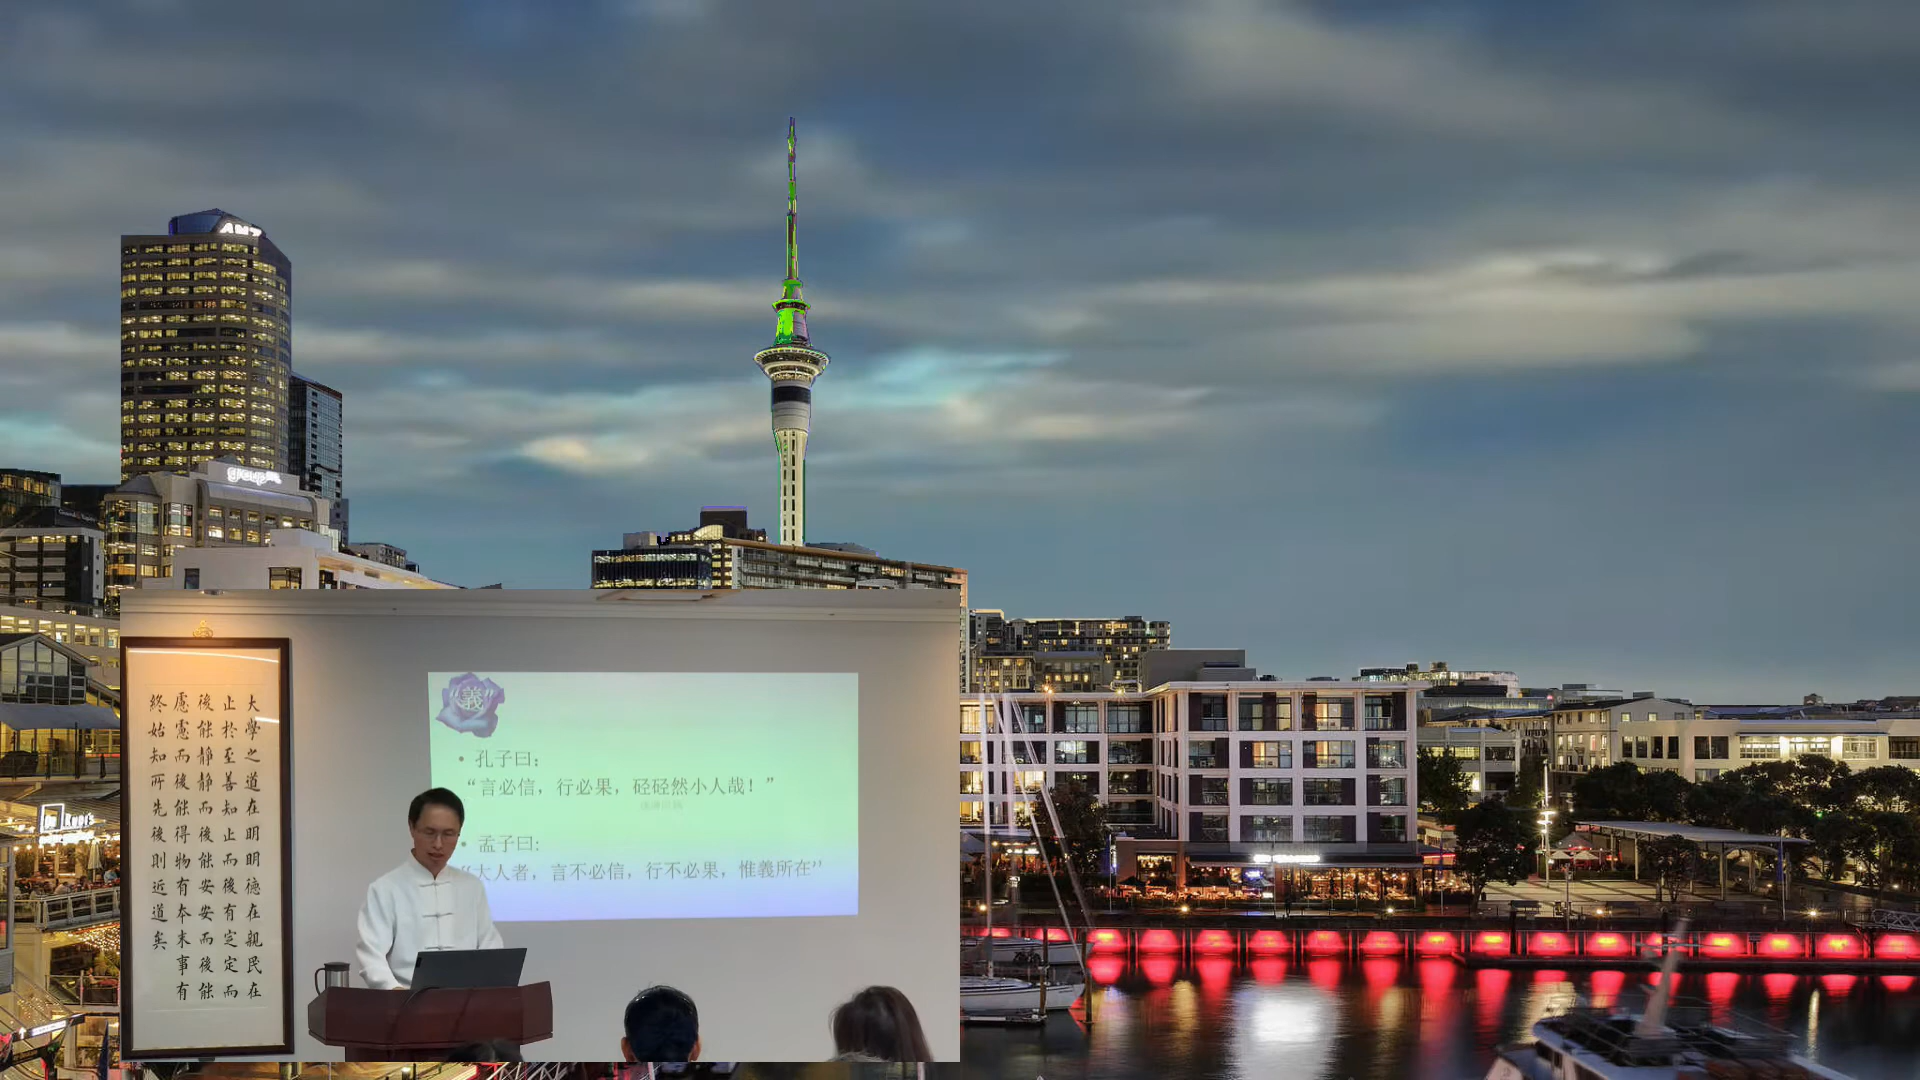 ANZ
大學之道在明明德在親民在
止於至善知止而後有定定而
後能靜靜而後能安安而後能
慮慮而後能得物有本末事有
終始知所先後則近道矣
“義”
• 孔子曰：
“言必信，行必果，硁硁然小人哉！”
• 孟子曰:
“大人者，言不必信，行不必果，惟義所在”